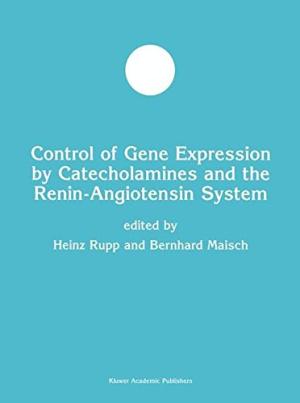 Control of Gene Expression
by Catecholamines and the
Renin-Angiotensin System
edited by
Heinz Rupp and Bernhard Maisch
Kluwer Academic Publishers